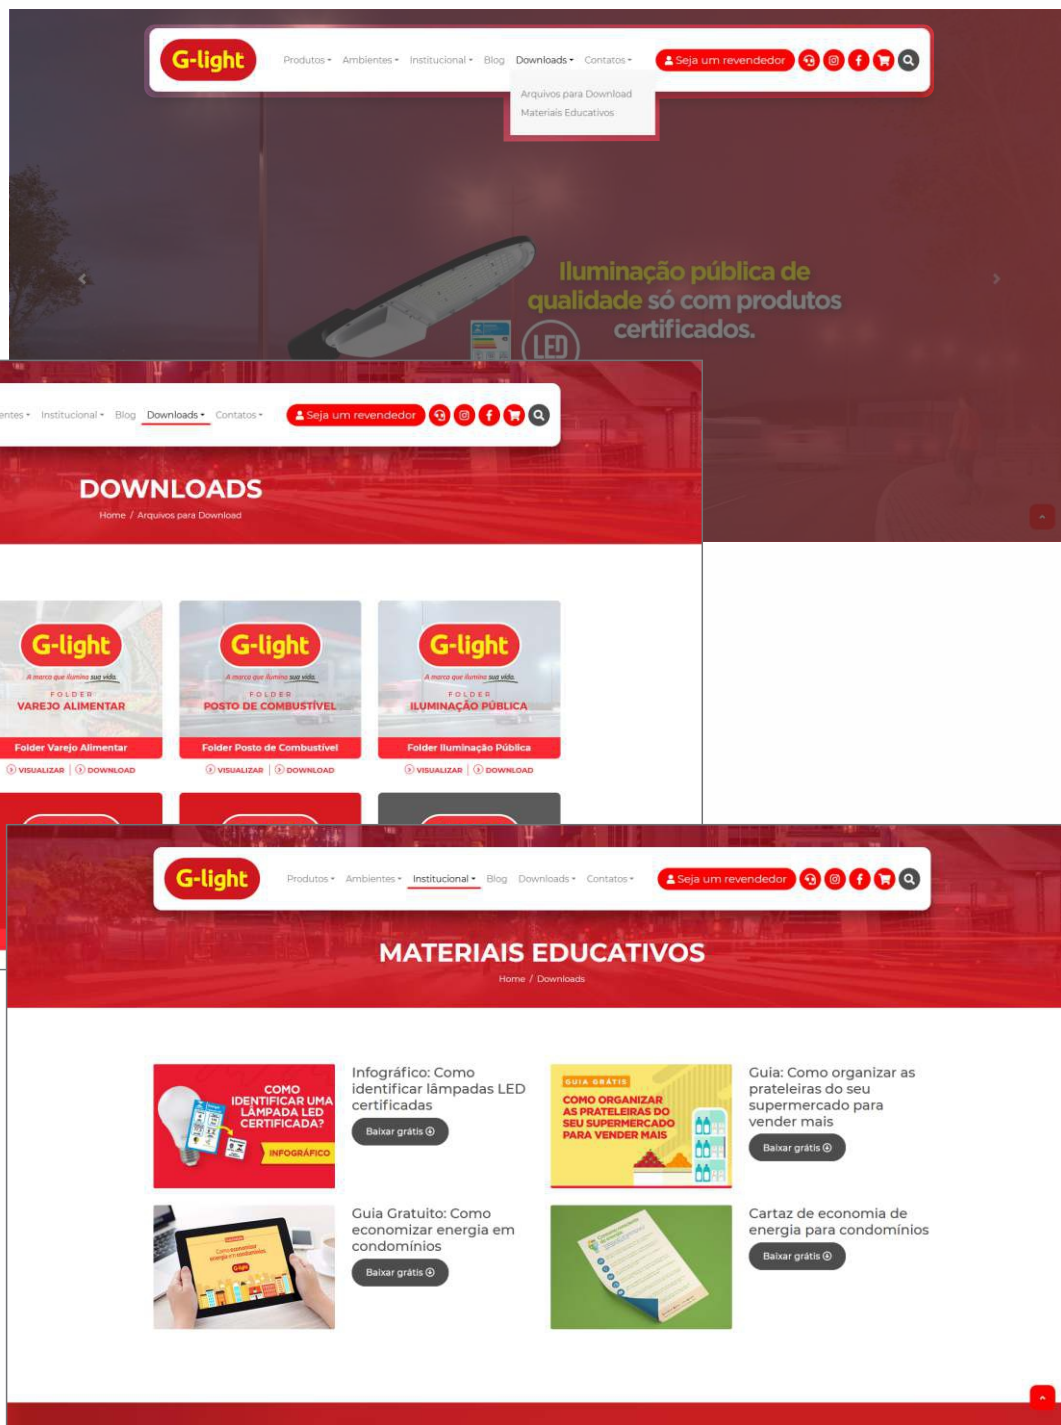 G-light
Produtos Ambientes Institucional Blog Downloads Contatos Seja um revendedor
Arquivos para Download
Materiais Educativos
Iluminação pública de
qualidade só com produtos
certificados.
LED
entes Institucional Blog Downloads Contatos Seja um revendedor
DOWNLOADS
Home / Arquivos para Download
G-light
A marca que ilumina sua vida.
FOLDER
VAREJO ALIMENTAR
Folder Varejo Alimentar
VISUALIZAR DOWNLOAD
G-light
A marca que ilumina sua vida.
FOLDER
POSTO DE COMBUSTÍVEL
Folder Posto de Combustível
VISUALIZAR DOWNLOAD
G-light
A marca que ilumina sua vida.
FOLDER
ILUMINAÇÃO PÚBLICA
Folder Iluminação Pública
VISUALIZAR DOWNLOAD
G-light
Produtos Ambientes Institucional Blog Downloads Contatos Seja um revendedor
MATERIAIS EDUCATIVOS
Home / Downloads
COMO
IDENTIFICAR UMA
LÂMPADA LED
CERTIFICADA?
INFOGRÁFICO
Infográfico: Como
identificar lâmpadas LED
certificadas
Baixar grátis
GUIA GRÁTIS
COMO ORGANIZAR
AS PRATELEIRAS DO
SEU SUPERMERCADO
PARA VENDER MAIS
Guia: Como organizar as
prateleiras do seu
supermercado para
vender mais
Baixar grátis
Como economizar
energia em condomínios.
G-light
Guia Gratuito: Como
economizar energia em
condomínios
Baixar grátis
Cartaz de economia de
energia para condomínios
Baixar grátis